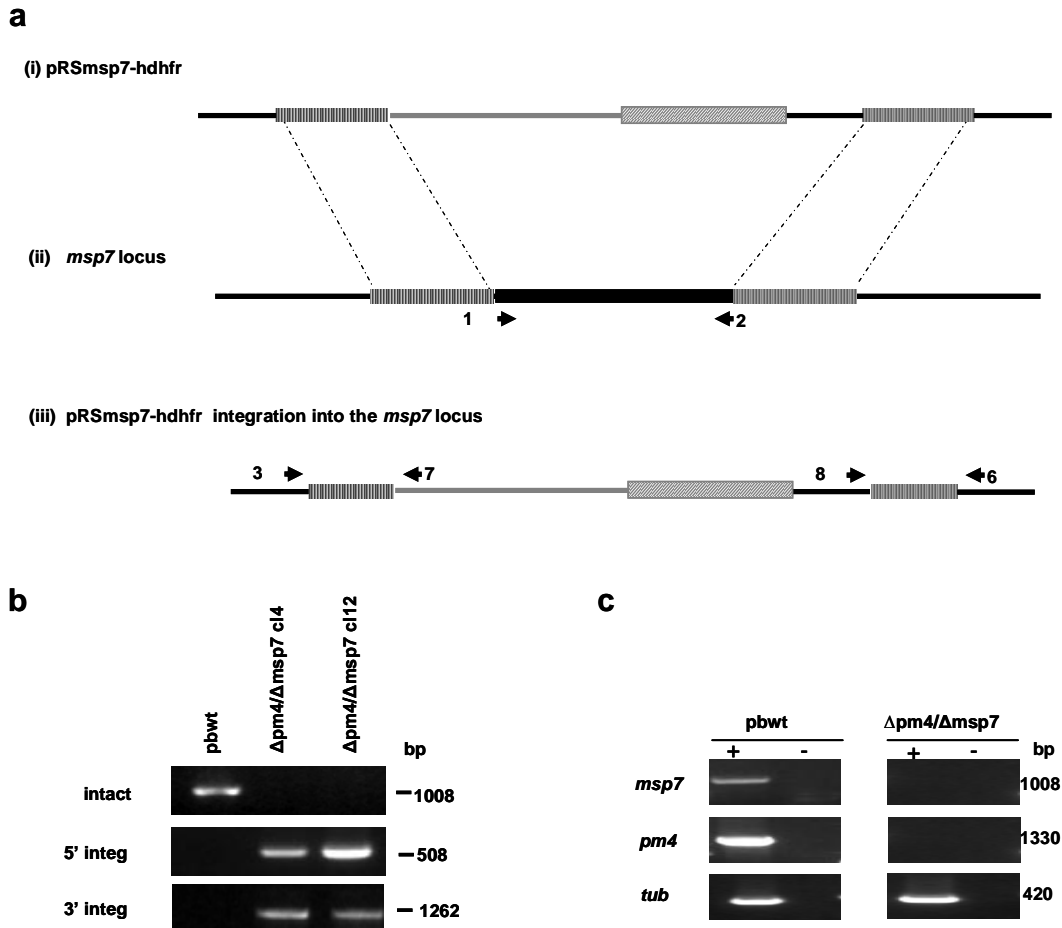 a
(i) pRSmsp7-hdhfr
(ii) msp7 locus
1 2
(iii) pRSmsp7-hdhfr integration into the msp7 locus
3 7 8 6
b
pbwt
Δpm4/Δmsp7 cl4
Δpm4/Δmsp7 cl12
bp
intact 1008
5' integ 508
3' integ 1262
c
pbwt Δpm4/Δmsp7
+ - + - bp
msp7 1008
pm4 1330
tub 420